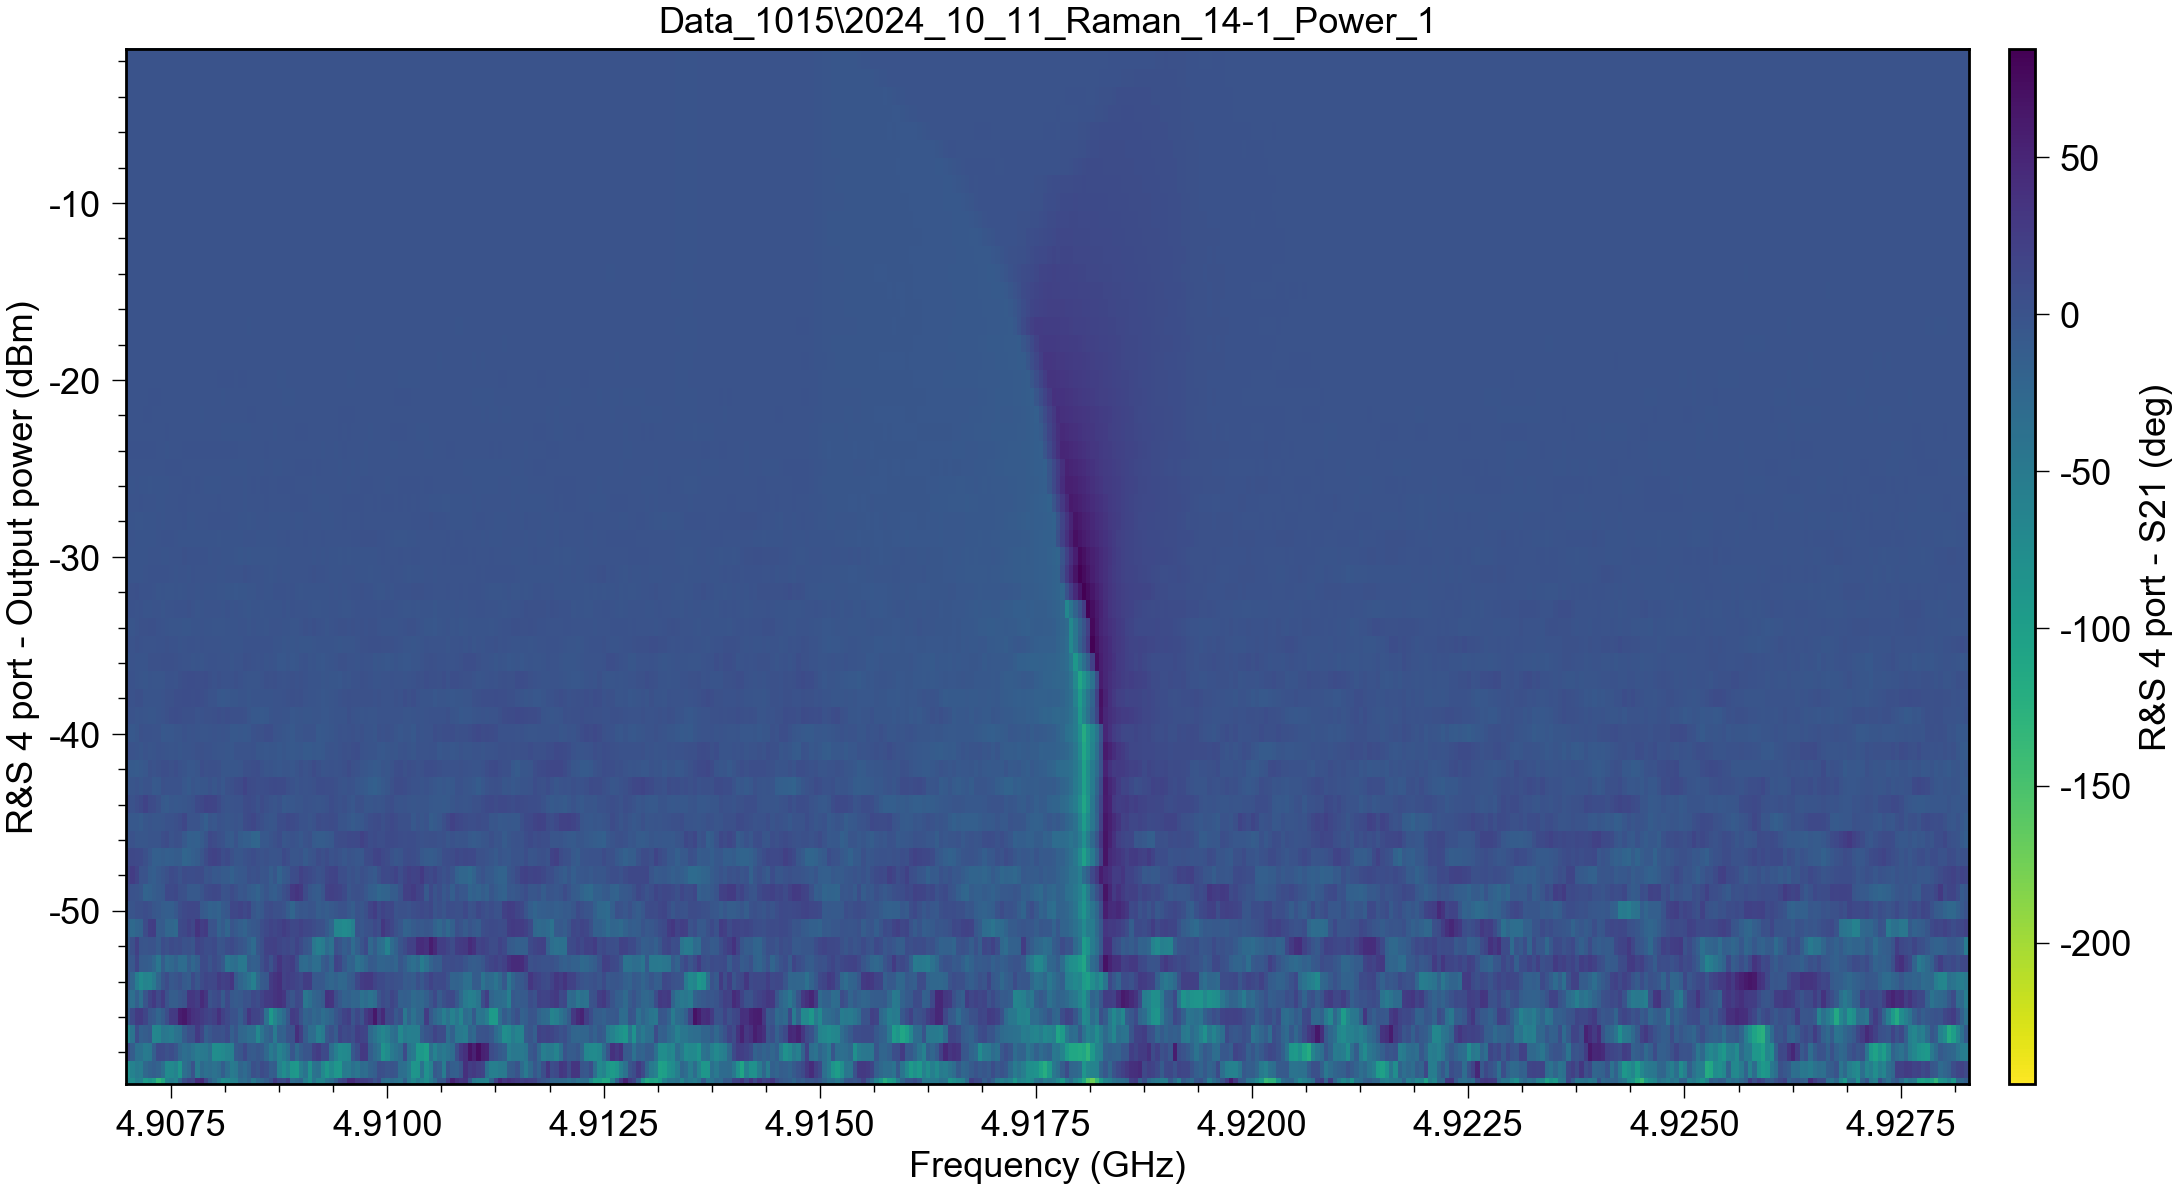 Data_1015\2024_10_11_Raman_14-1_Power_1
R&S 4 port - Output power (dBm)
-10
-20
-30
-40
-50
4.9075 4.9100 4.9125 4.9150 4.9175 4.9200 4.9225 4.9250 4.9275
Frequency (GHz)
50
0
-50
-100
-150
-200
R&S 4 port - S21 (deg)